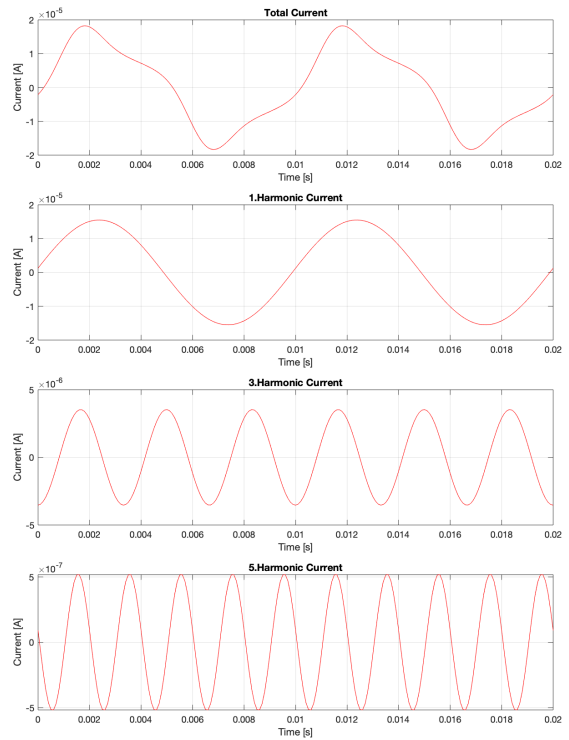 Total Current
×10^-5
2
1
0
-1
-2
Current [A]
0 0.002 0.004 0.006 0.008 0.01 0.012 0.014 0.016 0.018 0.02
Time [s]
1.Harmonic Current
×10^-5
2
1
0
-1
-2
Current [A]
0 0.002 0.004 0.006 0.008 0.01 0.012 0.014 0.016 0.018 0.02
Time [s]
3.Harmonic Current
×10^-6
5
0
-5
Current [A]
0 0.002 0.004 0.006 0.008 0.01 0.012 0.014 0.016 0.018 0.02
Time [s]
5.Harmonic Current
×10^-7
5
0
-5
Current [A]
0 0.002 0.004 0.006 0.008 0.01 0.012 0.014 0.016 0.018 0.02
Time [s]